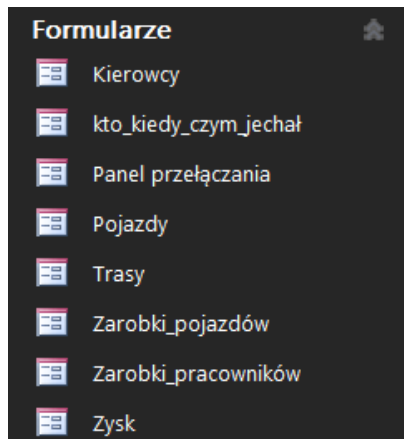 Formularze
Kierowcy
kto_kiedy_czym_jechał
Panel przełączania
Pojazdy
Trasy
Zarobki_pojazdów
Zarobki_pracowników
Zysk